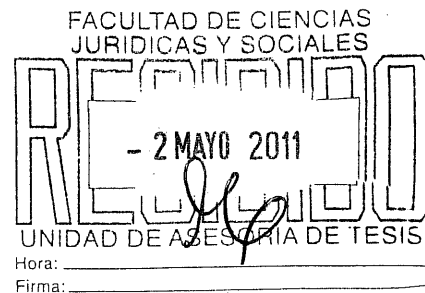 FACULTAD DE CIENCIAS
JURIDICAS Y SOCIALES
RECIBIDO
- 2 MAYO 2011
UNIDAD DE ASESORIA DE TESIS
Hora:
Firma: